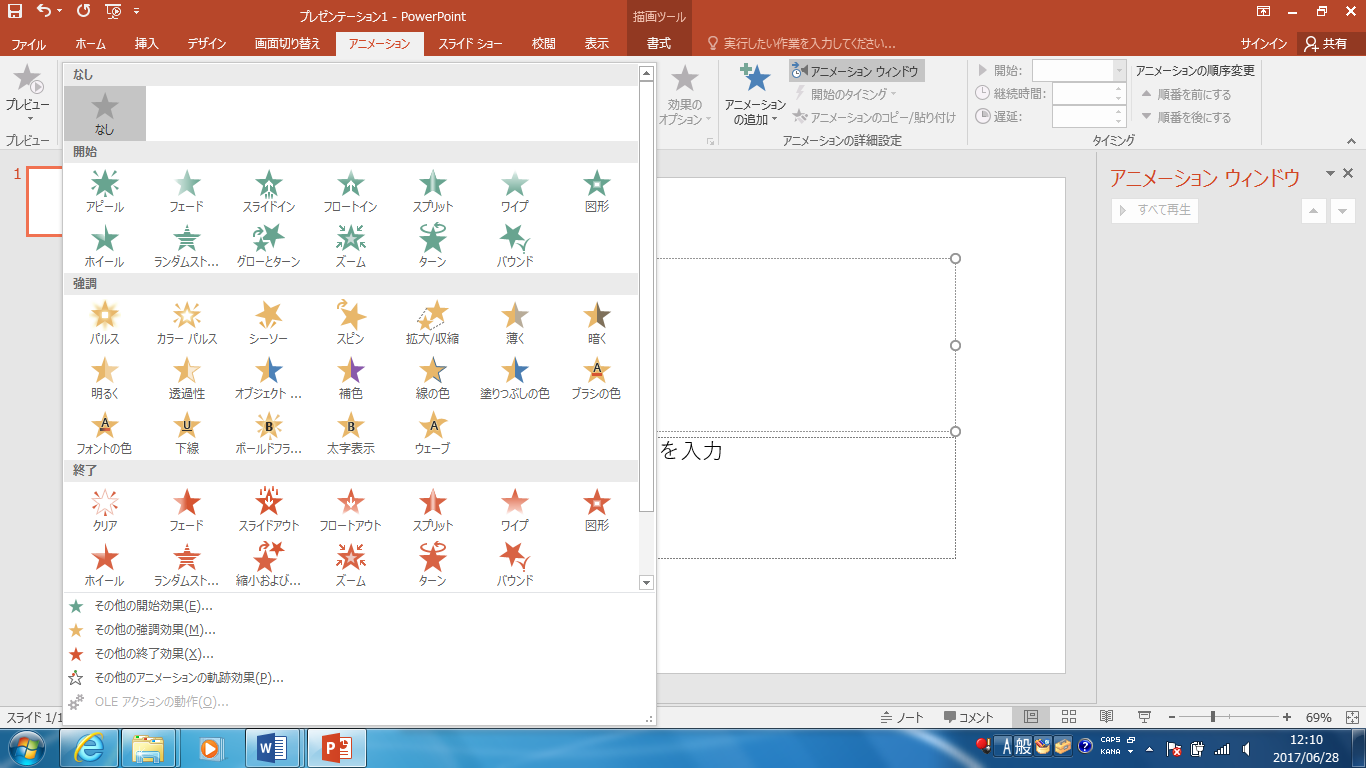 プレゼンテーション1 - PowerPoint
描画ツール
ファイル ホーム 挿入 デザイン 画面切り替え アニメーション スライド ショー 校閲 表示 書式 実行したい作業を入力してください... サインイン 共有
プレビュー
プレビュー
効果の
オプション
アニメーション
の追加
アニメーション ウィンドウ
開始のタイミング
アニメーションのコピー/貼り付け
アニメーションの詳細設定
開始:
継続時間:
遅延:
アニメーションの順序変更
順番を前にする
順番を後にする
タイミング
なし
なし
開始
アピール フェード スライドイン フロートイン スプリット ワイプ 図形
ホイール ランダムスト... グローとターン ズーム ターン バウンド
強調
パルス カラー パルス シーソー スピン 拡大/収縮 薄く 暗く
明るく 透過性 オブジェクト ... 補色 線の色 塗りつぶしの色 ブラシの色
フォントの色 下線 ボールドフラ... 太字表示 ウェーブ
終了
クリア フェード スライドアウト フロートアウト スプリット ワイプ 図形
ホイール ランダムスト... 縮小および... ズーム ターン バウンド
その他の開始効果(E)...
その他の強調効果(M)...
その他の終了効果(X)...
その他のアニメーションの軌跡効果(P)...
OLE アクションの動作(O)...
1
を入力
アニメーション ウィンドウ
すべて再生
スライド 1/1
ノート コメント 69%
A 般 CAPS KANA
12:10
2017/06/28